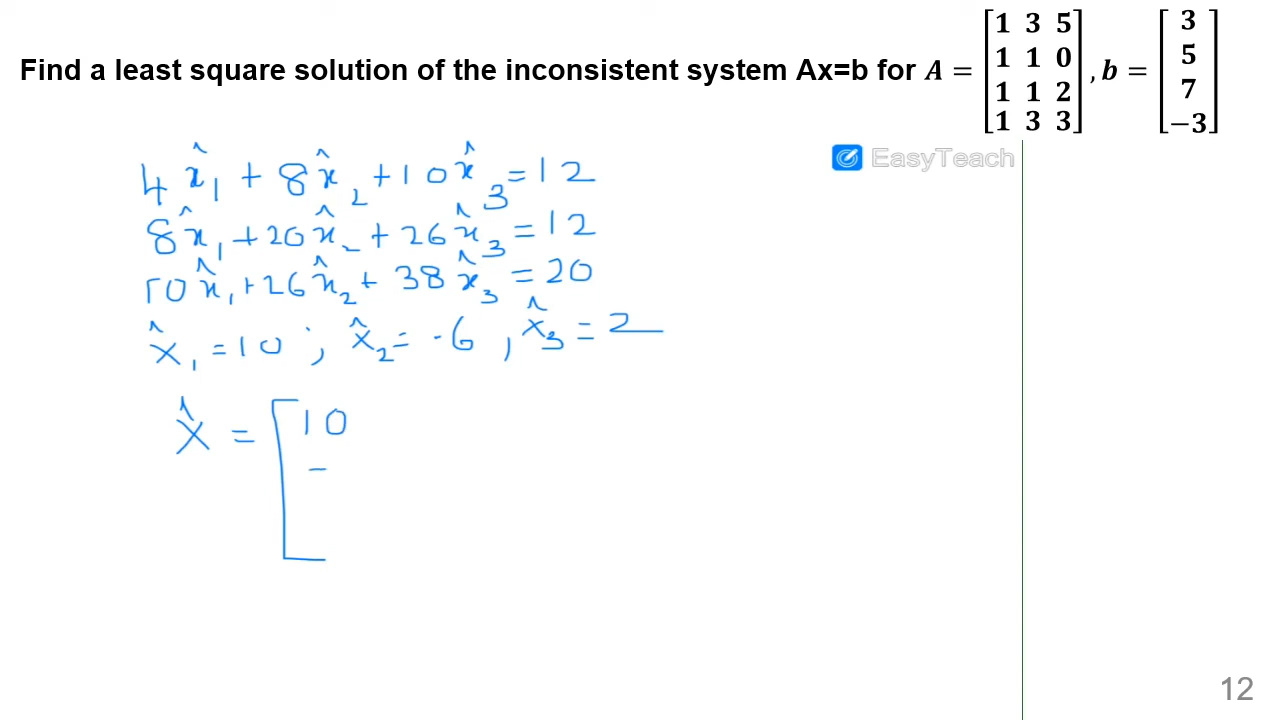 Find a least square solution of the inconsistent system Ax=b for A = [1 3 5; 1 1 0; 1 1 2; 1 3 3], b = [3; 5; 7; −3]
EasyTeach
4x̂₁ + 8x̂₂ + 10x̂₃ = 12
8x̂₁ + 20x̂₂ + 26x̂₃ = 12
10x̂₁ + 26x̂₂ + 38x̂₃ = 20
x̂₁ = 10 ; x̂₂ = -6 , x̂₃ = 2
X̂ = [10
-
12